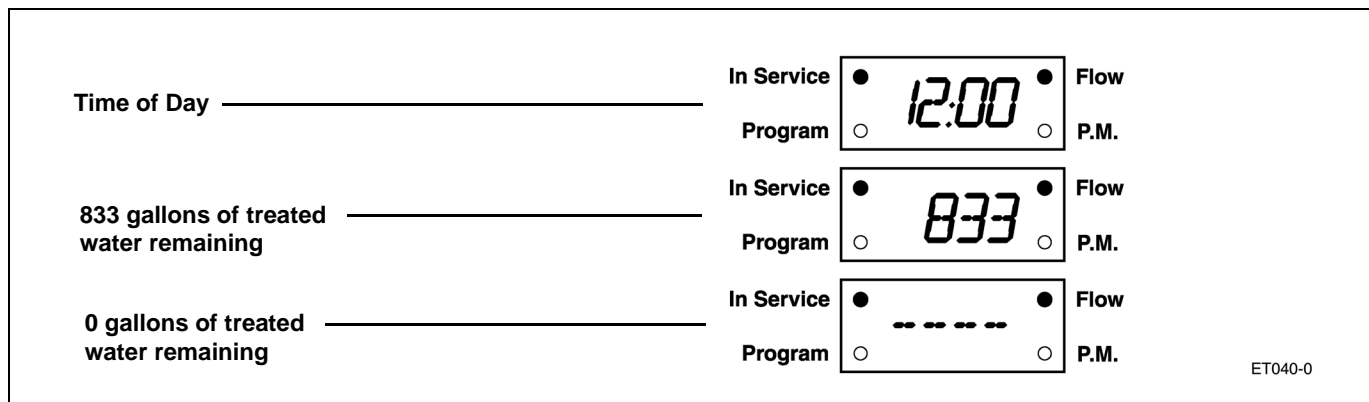 Time of Day
In Service
Flow
12:00
Program
P.M.
833 gallons of treated
water remaining
In Service
Flow
833
Program
P.M.
0 gallons of treated
water remaining
In Service
Flow
----
Program
P.M.
ET040-0